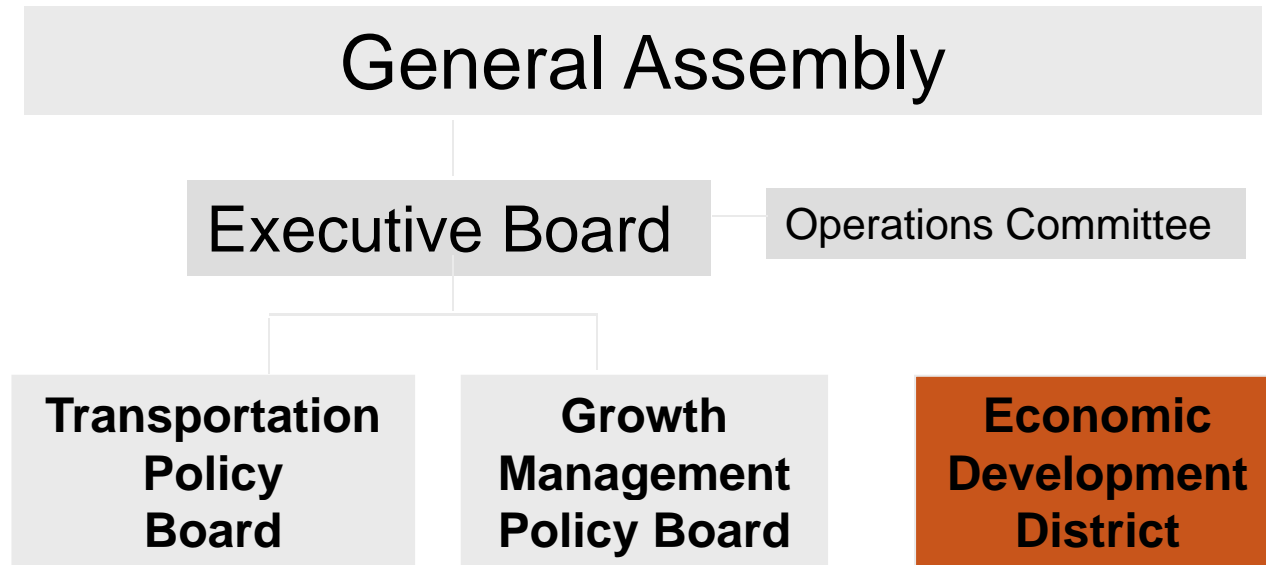 General Assembly
Executive Board
Operations Committee
Transportation
Policy
Board
Growth
Management
Policy Board
Economic
Development
District